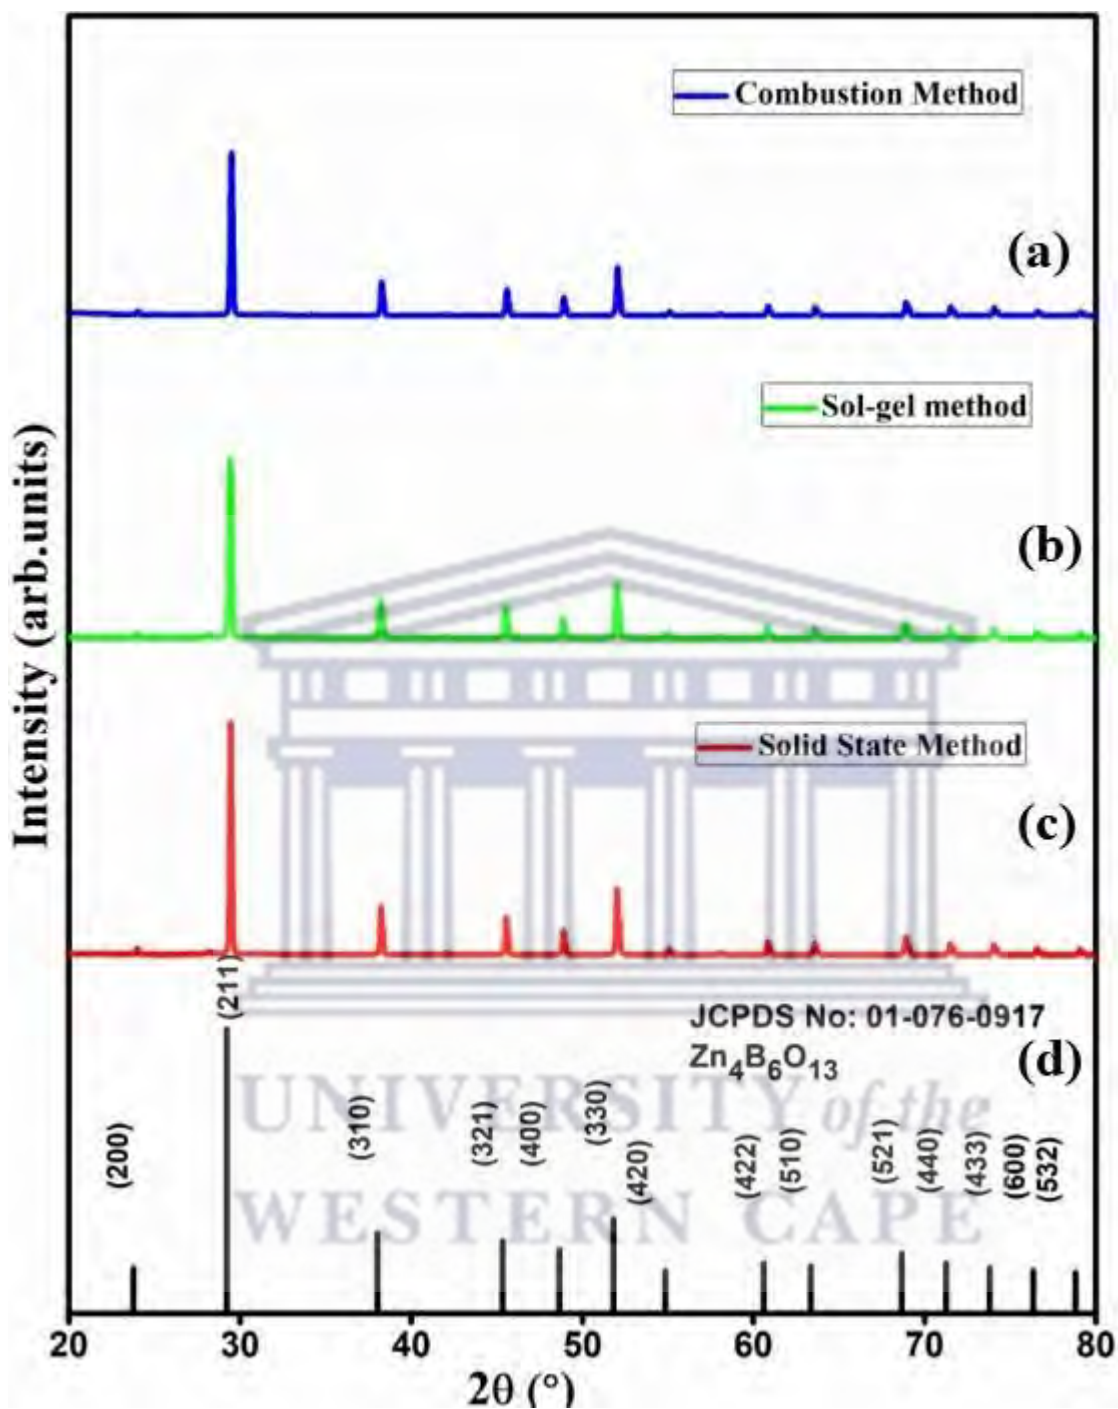 Combustion Method
(a)
Sol-gel method
(b)
Solid State Method
(c)
JCPDS No: 01-076-0917
Zn4B6O13
(d)
(200)
(211)
(310)
(321)
(400)
(330)
(420)
(422)
(510)
(521)
(440)
(433)
(600)
(532)
UNIVERSITY of the
WESTERN CAPE
Intensity (arb.units)
20 30 40 50 60 70 80
2θ (°)